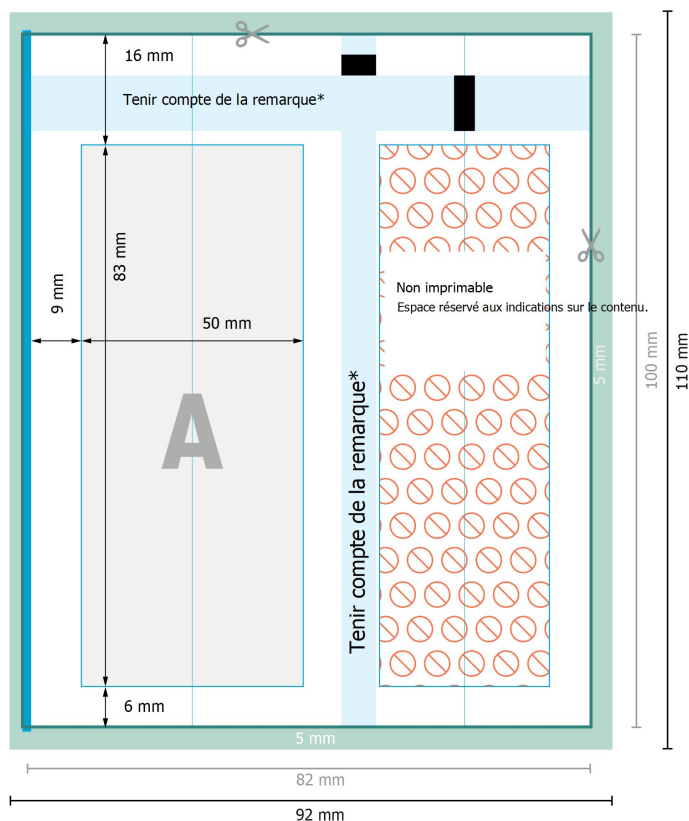 16 mm
Tenir compte de la remarque*
83 mm
9 mm
50 mm
A
Non imprimable
Espace réservé aux indications sur le contenu.
Tenir compte de la remarque*
5 mm
100 mm
110 mm
6 mm
5 mm
82 mm
92 mm